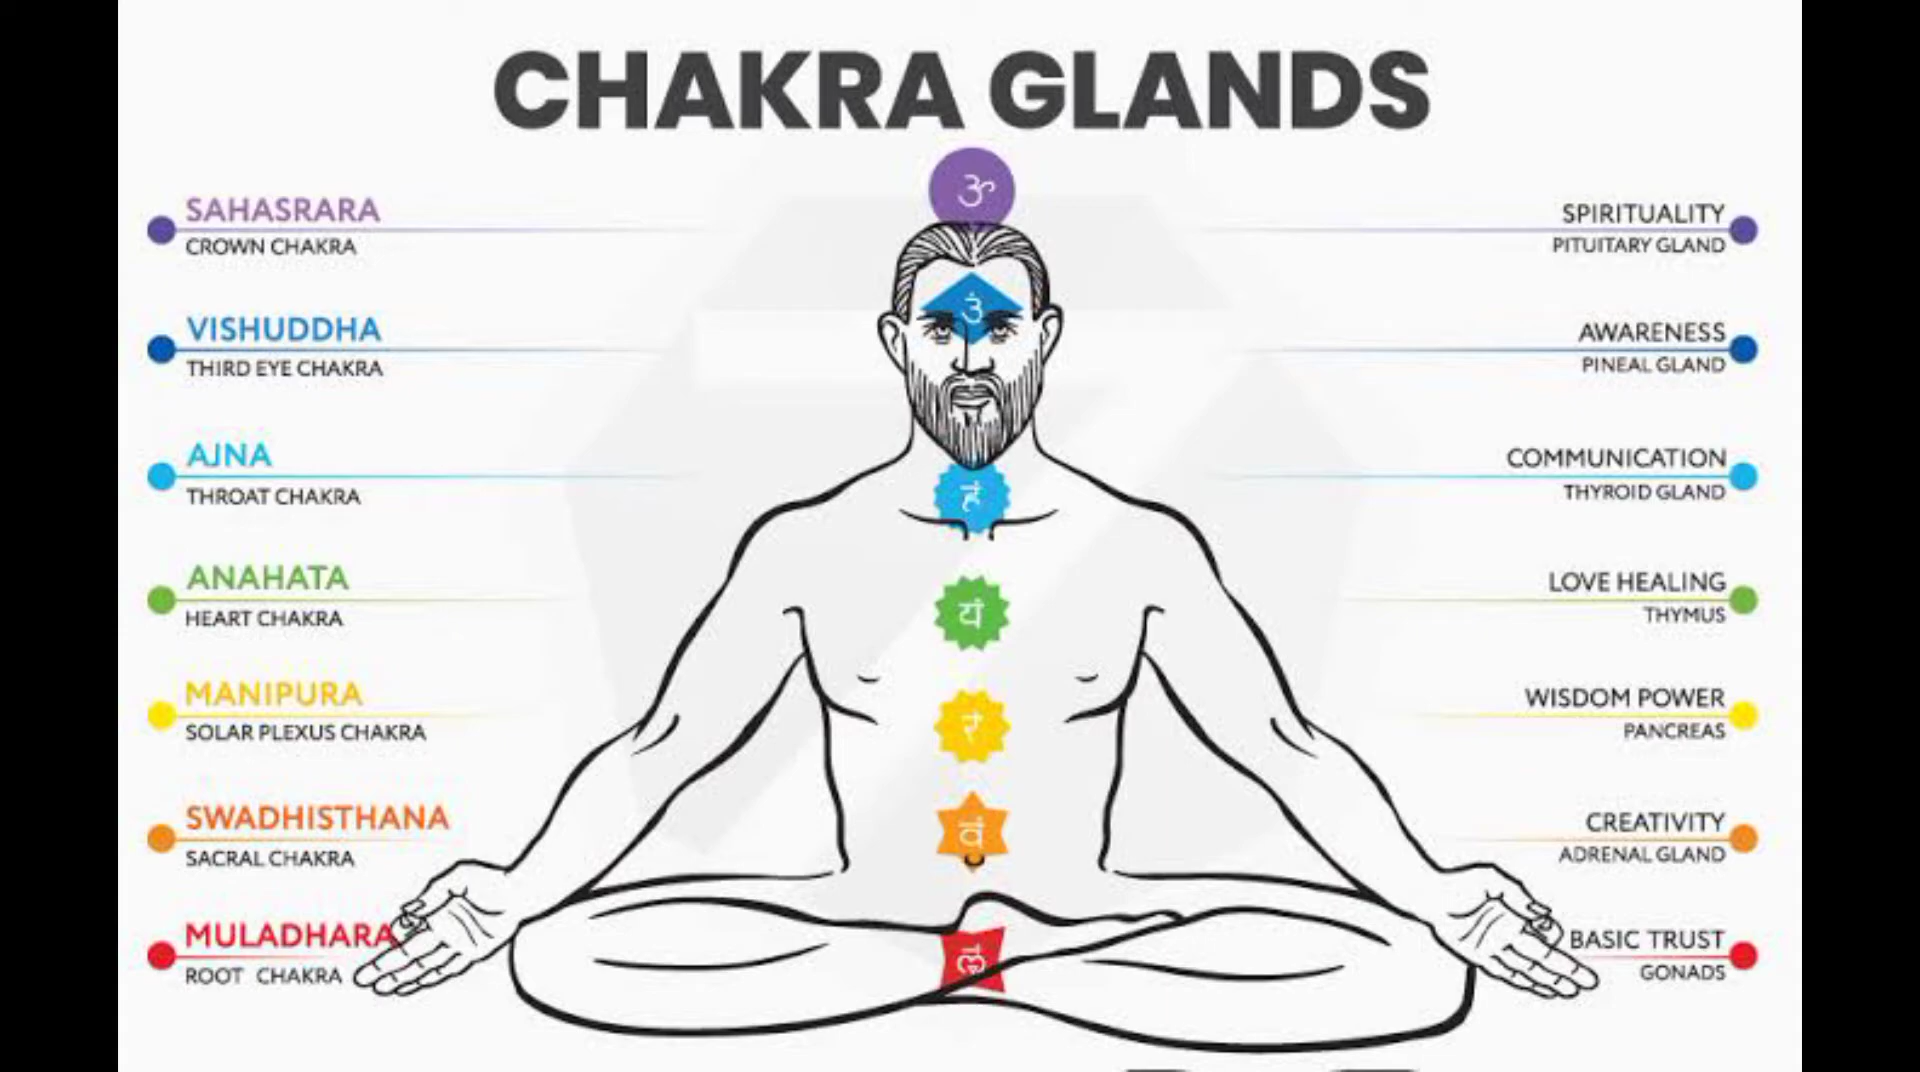 CHAKRA GLANDS
ॐ
SAHASRARA
CROWN CHAKRA
SPIRITUALITY
PITUITARY GLAND
VISHUDDHA
THIRD EYE CHAKRA
AWARENESS
PINEAL GLAND
AJNA
THROAT CHAKRA
COMMUNICATION
THYROID GLAND
ANAHATA
HEART CHAKRA
यं
LOVE HEALING
THYMUS
MANIPURA
SOLAR PLEXUS CHAKRA
WISDOM POWER
PANCREAS
SWADHISTHANA
SACRAL CHAKRA
CREATIVITY
ADRENAL GLAND
MULADHARA
ROOT CHAKRA
BASIC TRUST
GONADS